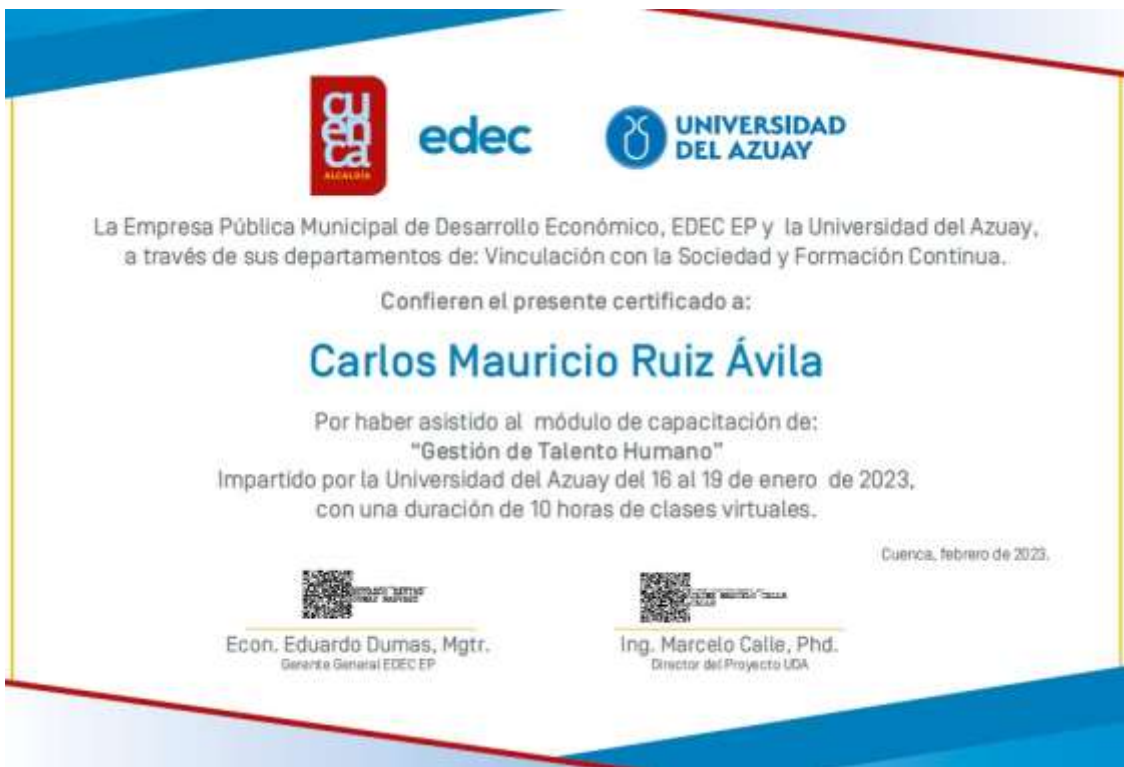 cu
en
ca
ALCALDÍA
edec
UNIVERSIDAD
DEL AZUAY
La Empresa Pública Municipal de Desarrollo Económico, EDEC EP y la Universidad del Azuay,
a través de sus departamentos de: Vinculación con la Sociedad y Formación Continua.
Confieren el presente certificado a:
Carlos Mauricio Ruiz Ávila
Por haber asistido al módulo de capacitación de:
“Gestión de Talento Humano”
Impartido por la Universidad del Azuay del 16 al 19 de enero de 2023,
con una duración de 10 horas de clases virtuales.
Cuenca, febrero de 2023.
MARCELO CALLE
CALLE
Econ. Eduardo Dumas, Mgtr.
Gerente General EDEC EP
Ing. Marcelo Calle, Phd.
Director del Proyecto UDA